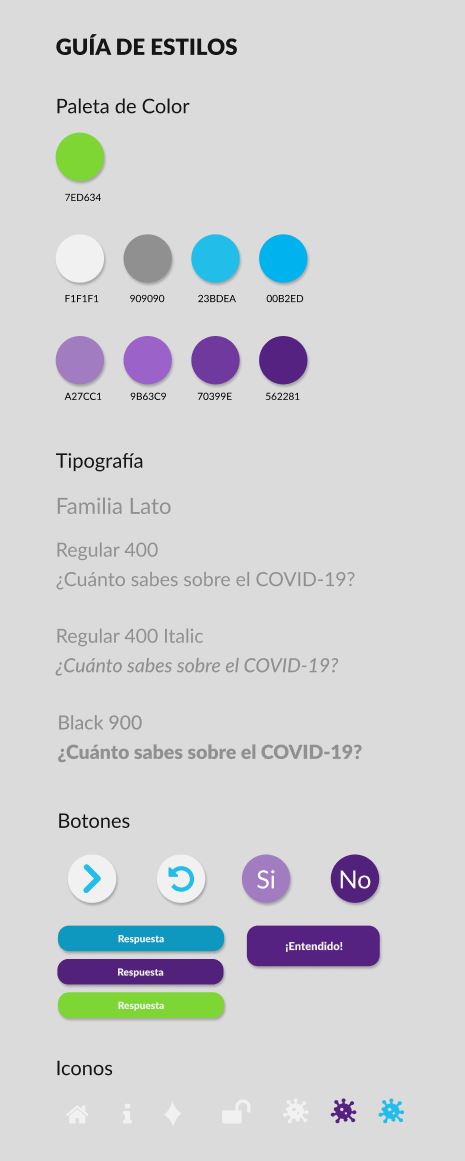 GUÍA DE ESTILOS
Paleta de Color
7ED634
F1F1F1 909090 23BDEA 00B2ED
A27CC1 9B63C9 70399E 562281
Tipografía
Familia Lato
Regular 400
¿Cuánto sabes sobre el COVID-19?
Regular 400 Italic
¿Cuánto sabes sobre el COVID-19?
Black 900
¿Cuánto sabes sobre el COVID-19?
Botones
Si No
Respuesta
¡Entendido!
Respuesta
Respuesta
Iconos